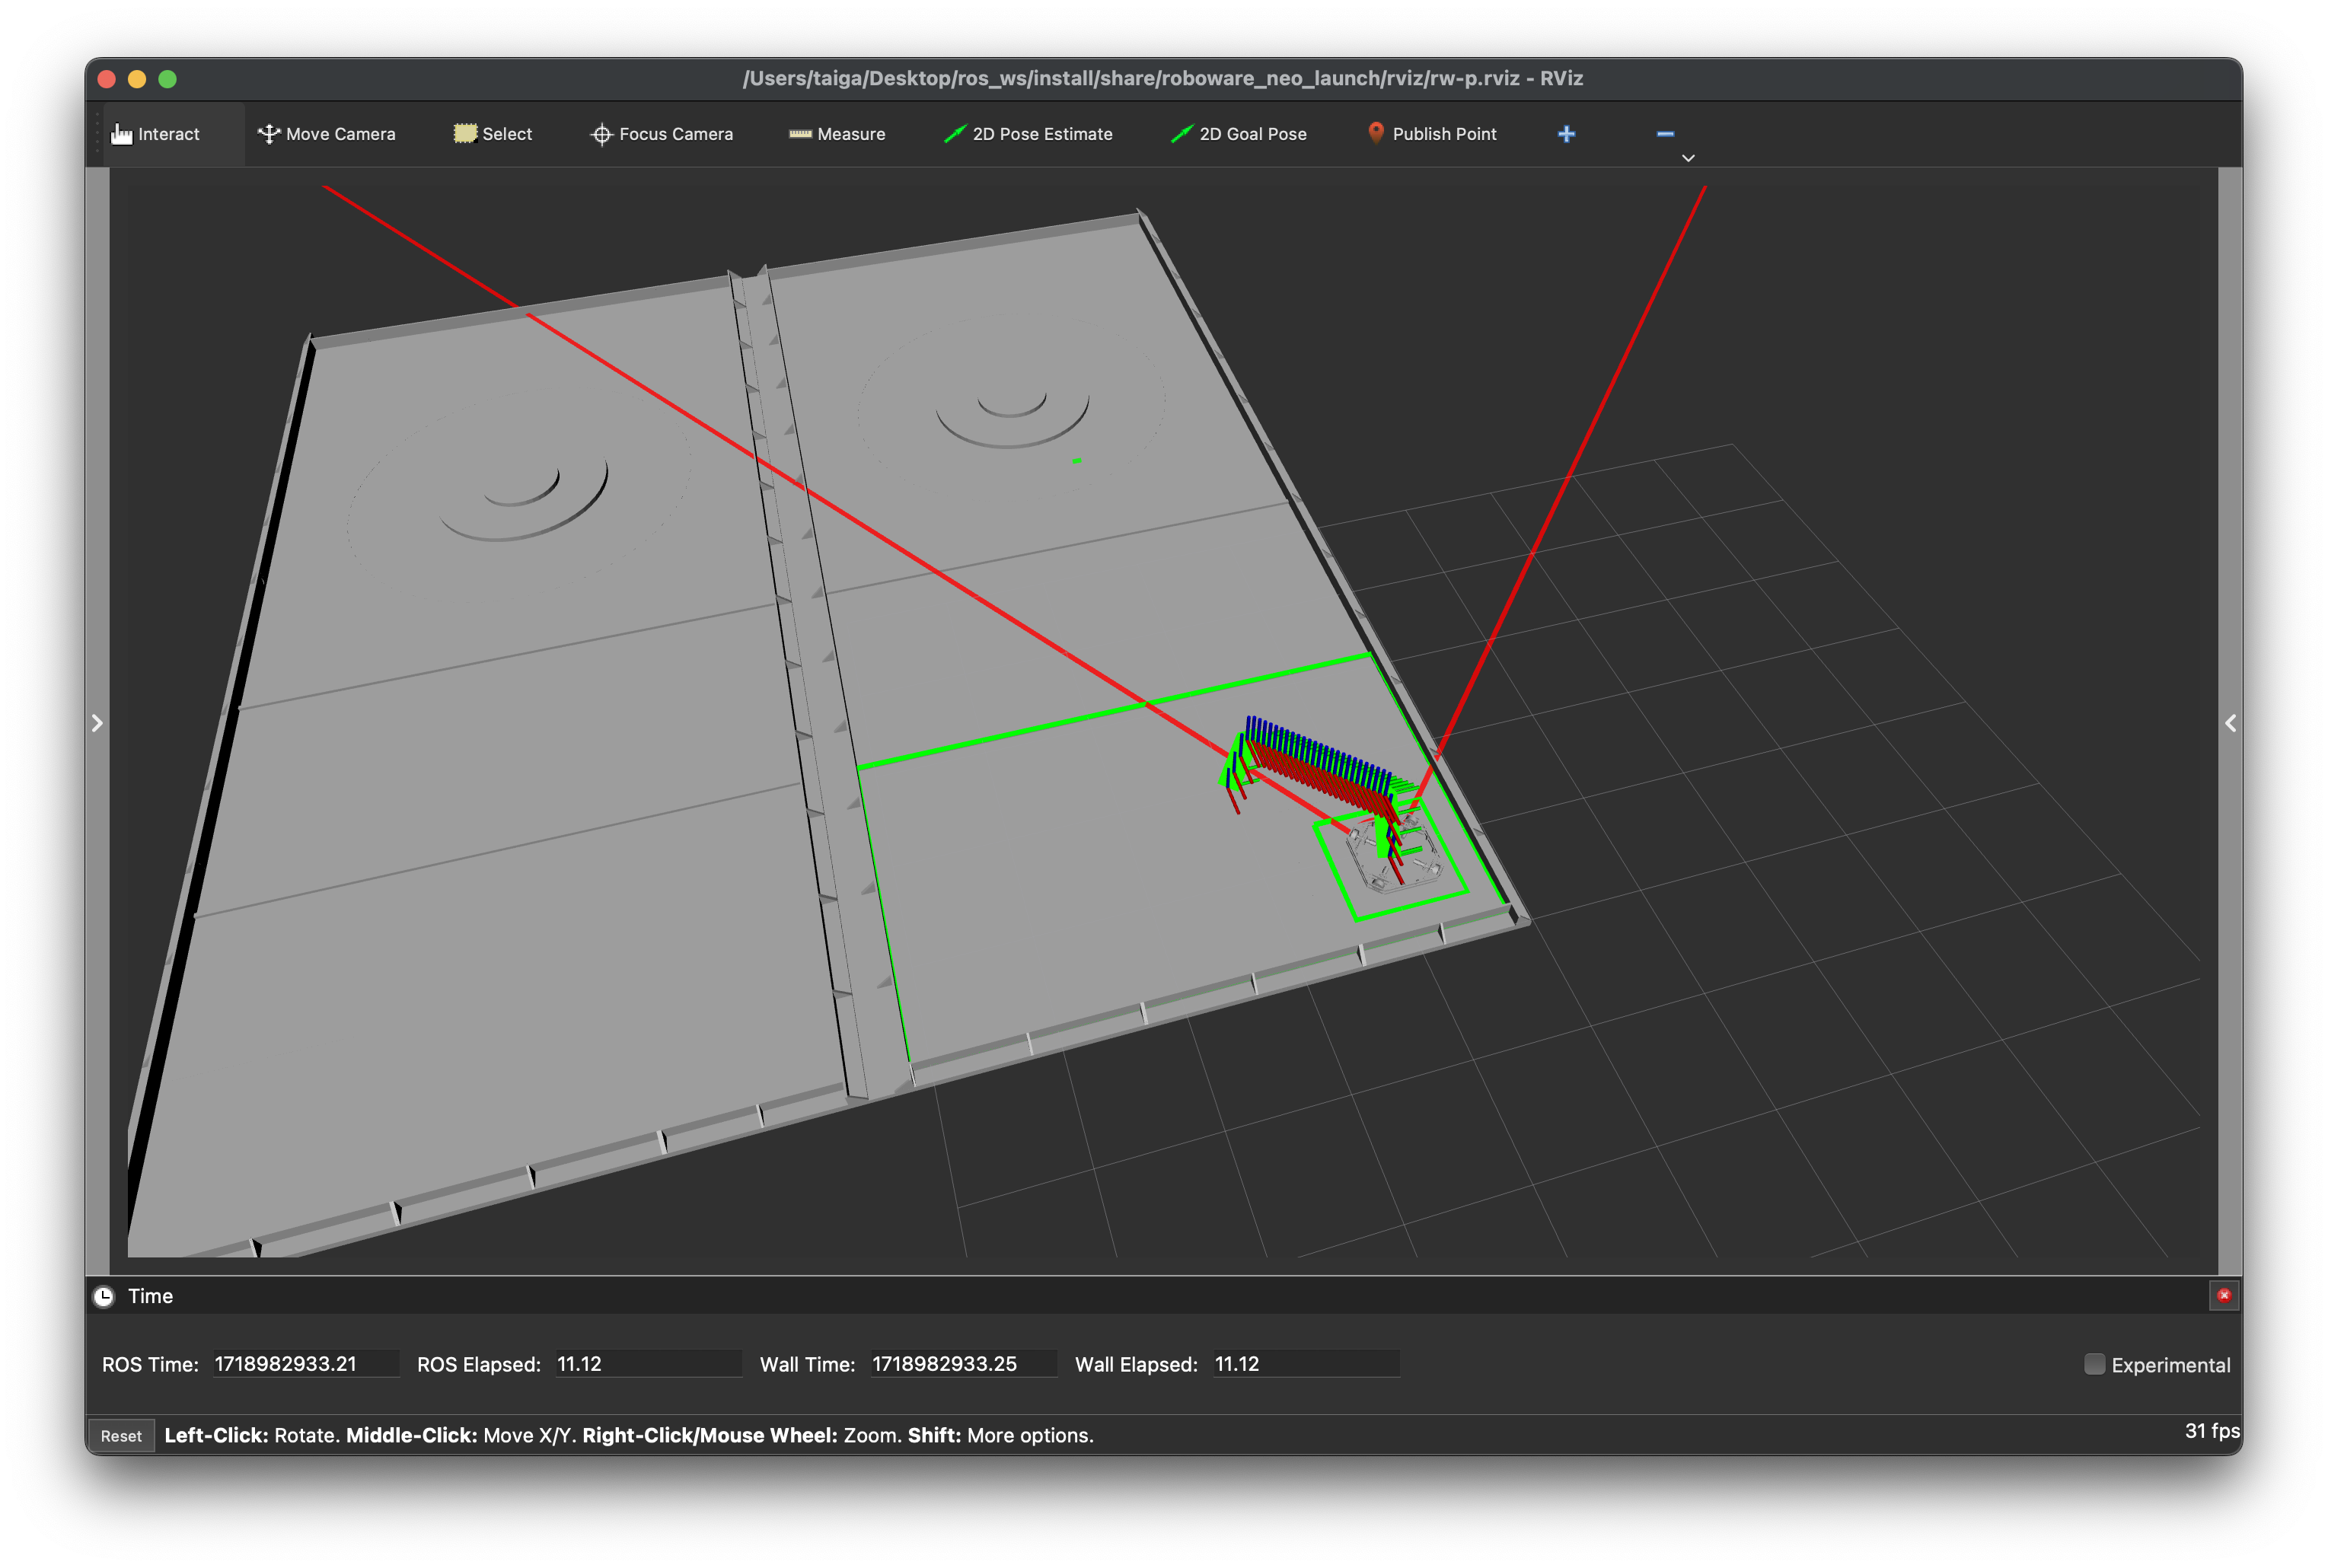 /Users/taiga/Desktop/ros_ws/install/share/roboware_neo_launch/rviz/rw-p.rviz - RViz
Interact Move Camera Select Focus Camera Measure 2D Pose Estimate 2D Goal Pose Publish Point
Time
ROS Time: 1718982933.21 ROS Elapsed: 11.12 Wall Time: 1718982933.25 Wall Elapsed: 11.12 Experimental
Reset Left-Click: Rotate. Middle-Click: Move X/Y. Right-Click/Mouse Wheel: Zoom. Shift: More options. 31 fps